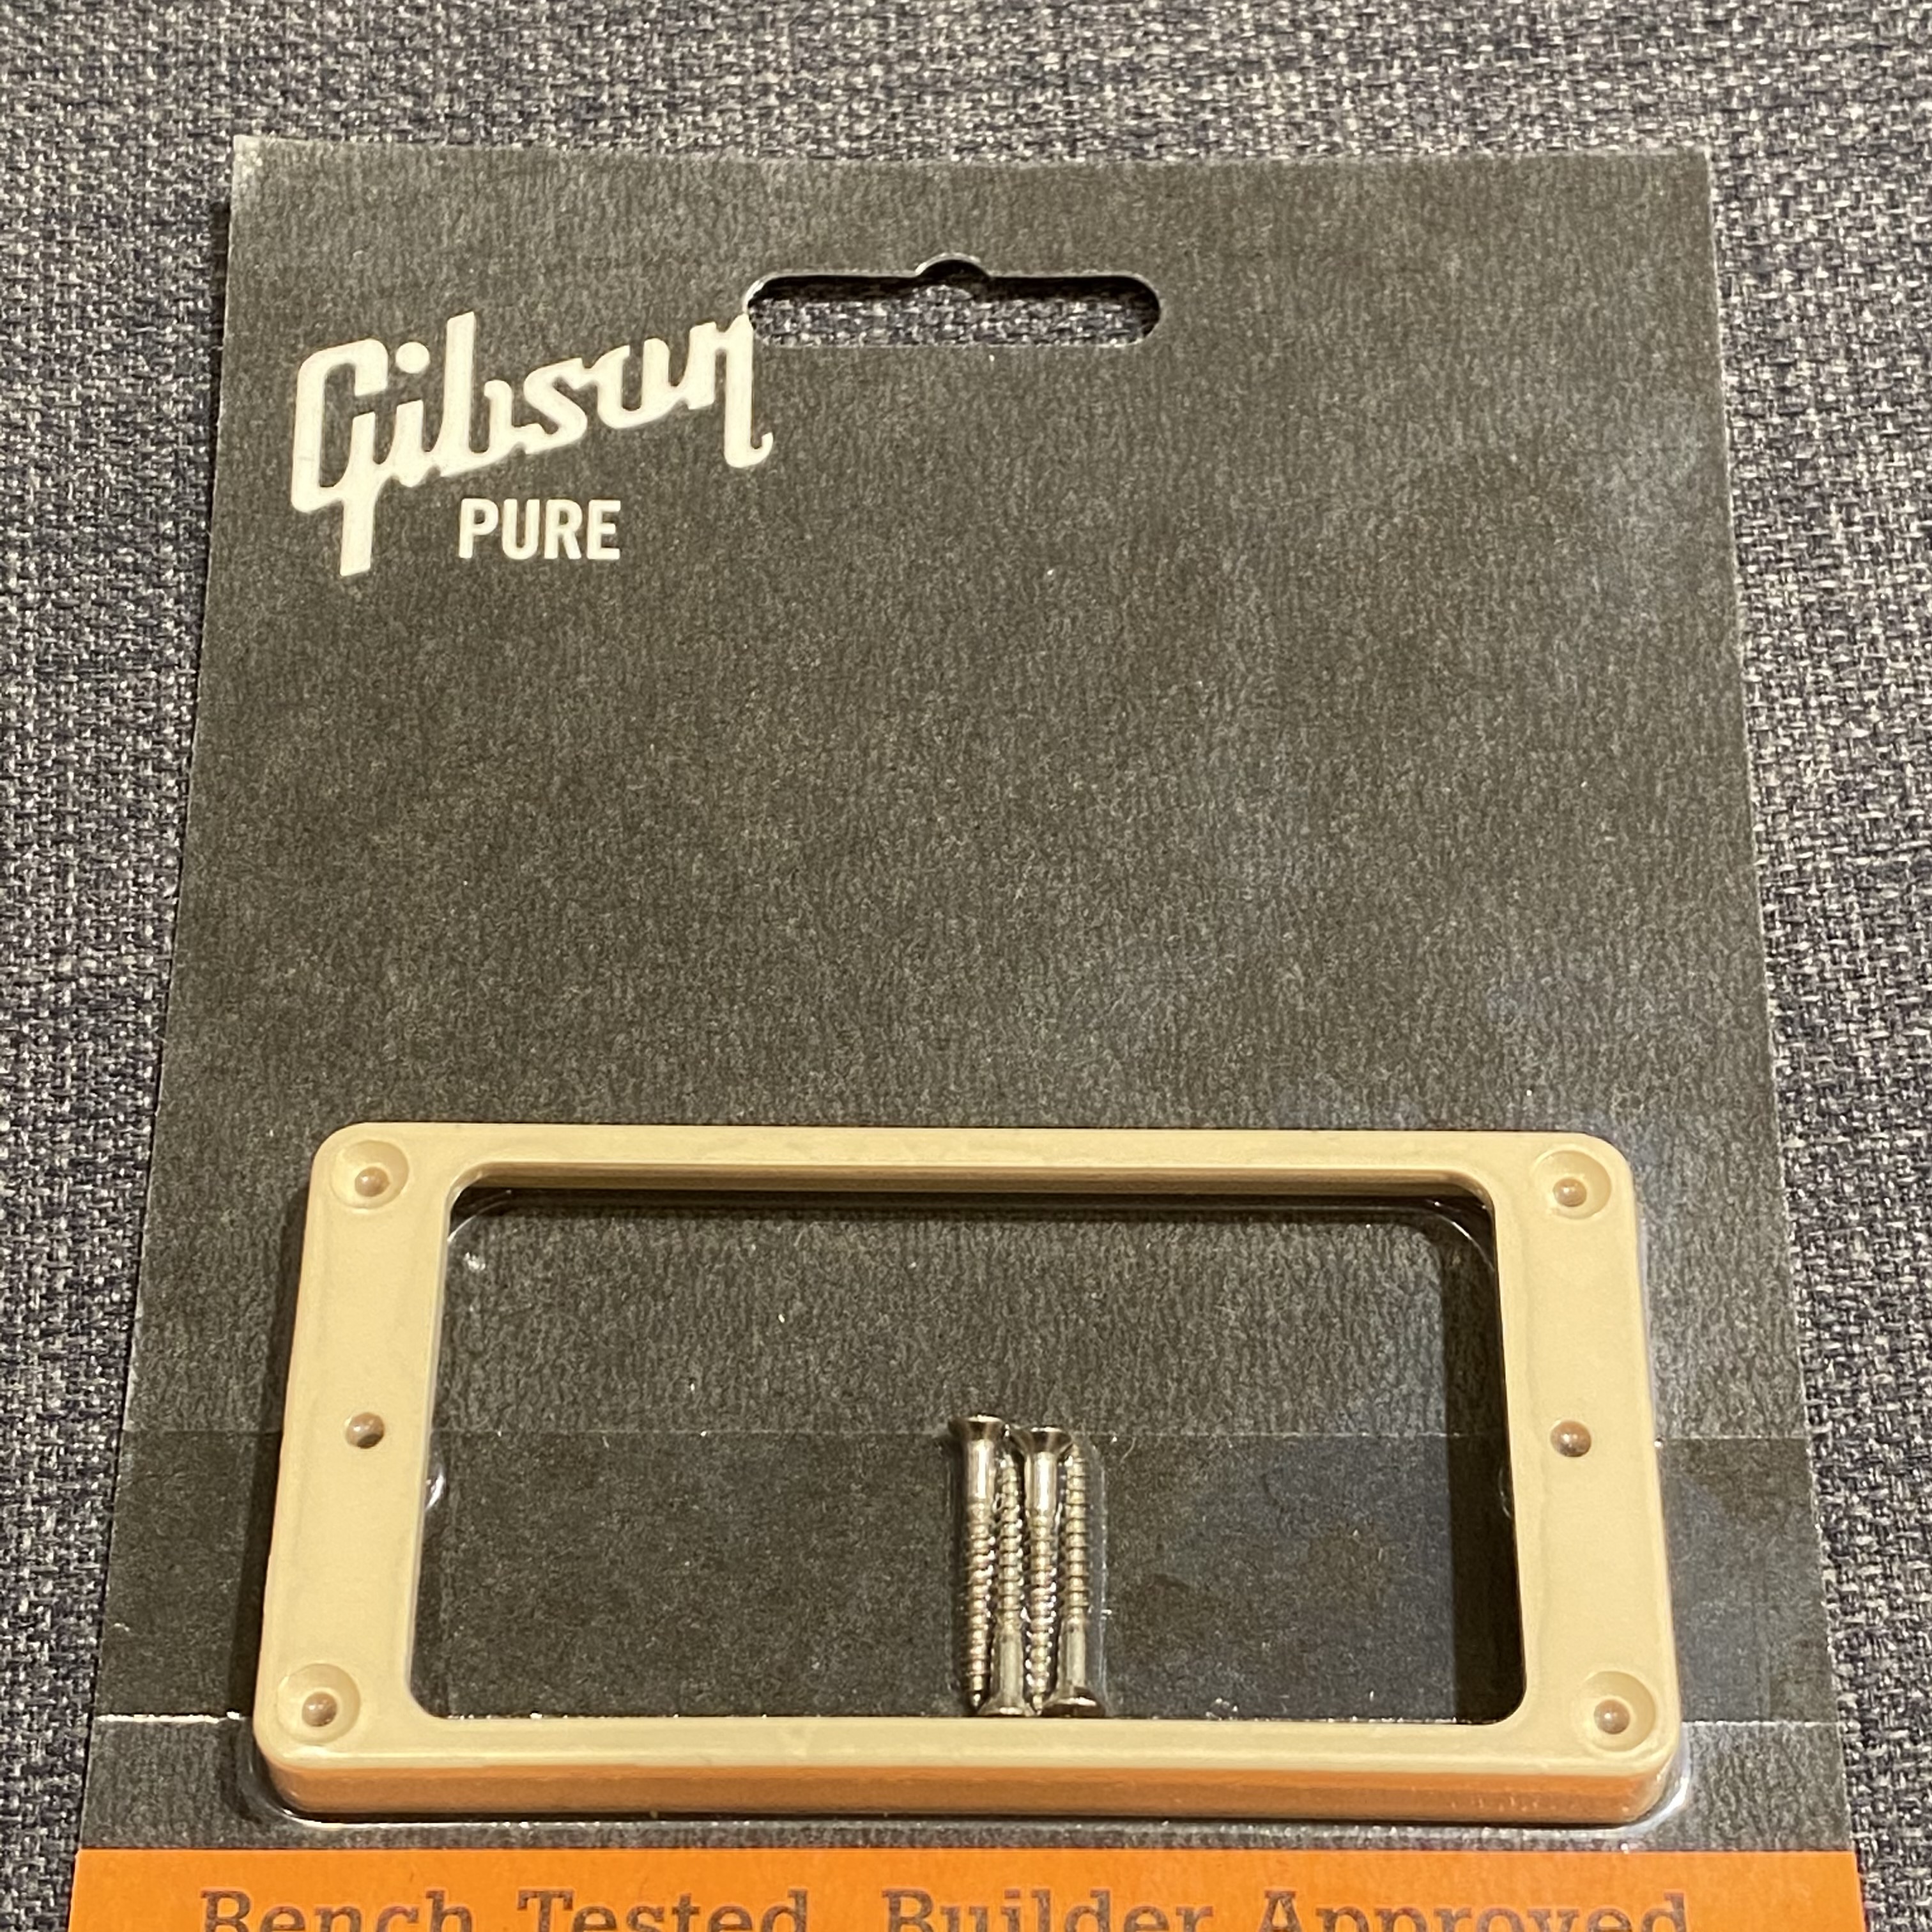 Gibson
PURE
Bench Tested. Builder Approved.